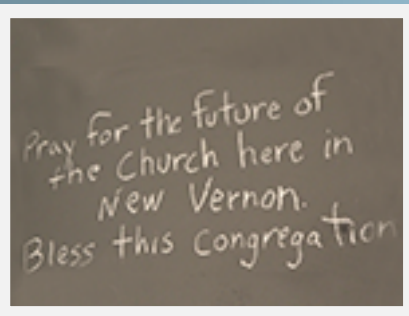 Pray for the future of
the Church here in
New Vernon.
Bless this Congregation